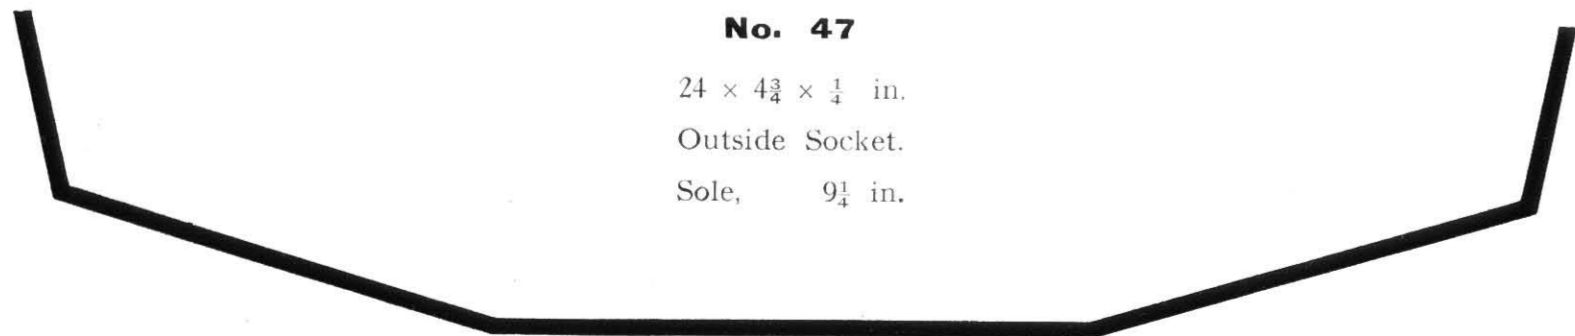 No. 47
24 × 4¾ × ¼ in.
Outside Socket.
Sole, 9¼ in.